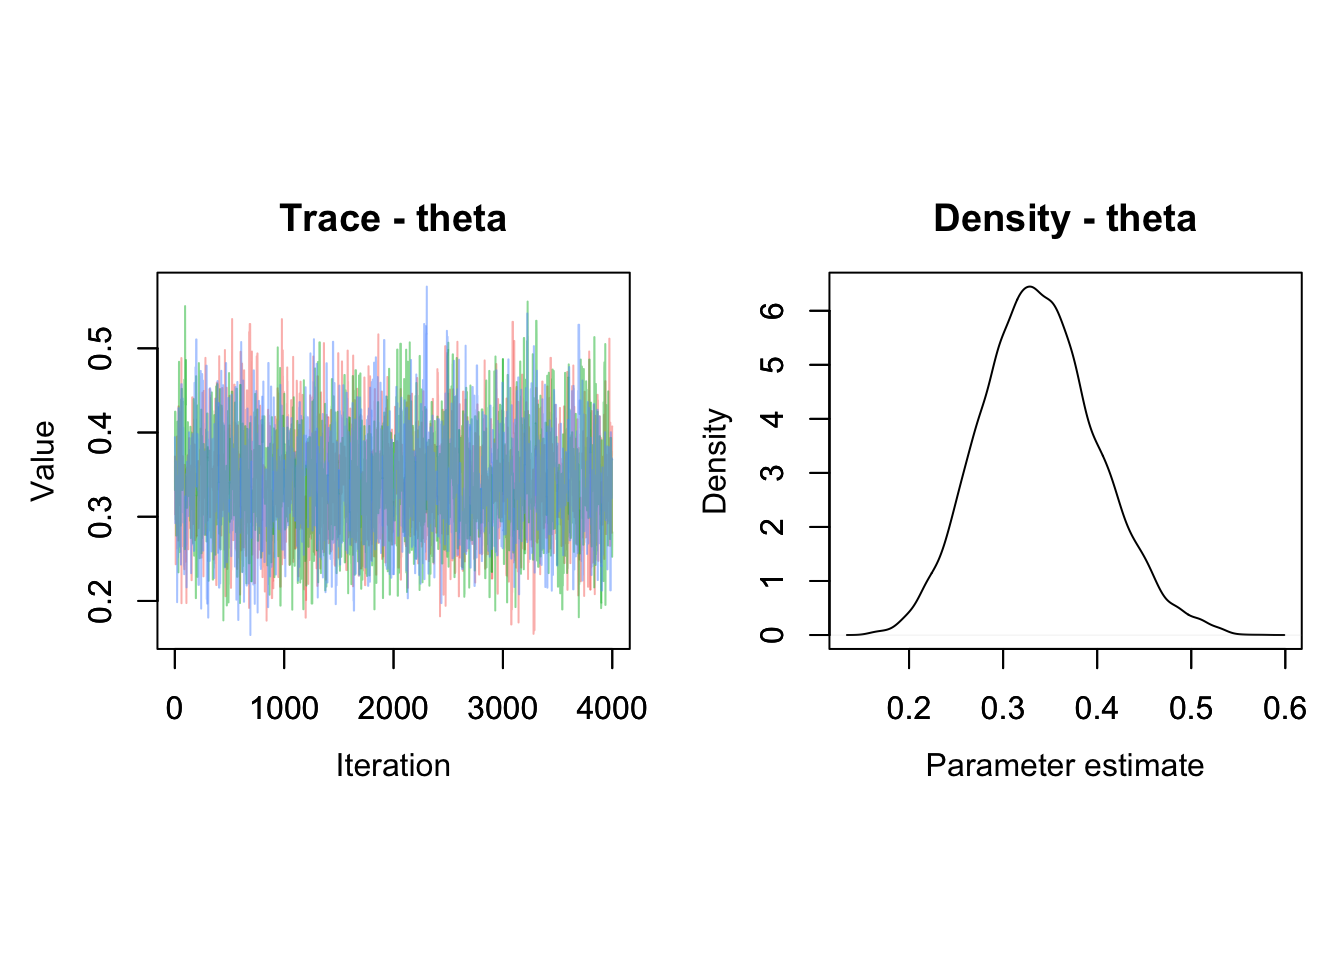 Trace - theta
Value
0.2 0.3 0.4 0.5
0 1000 2000 3000 4000
Iteration
Density - theta
Density
0 1 2 3 4 5 6
0.2 0.3 0.4 0.5 0.6
Parameter estimate